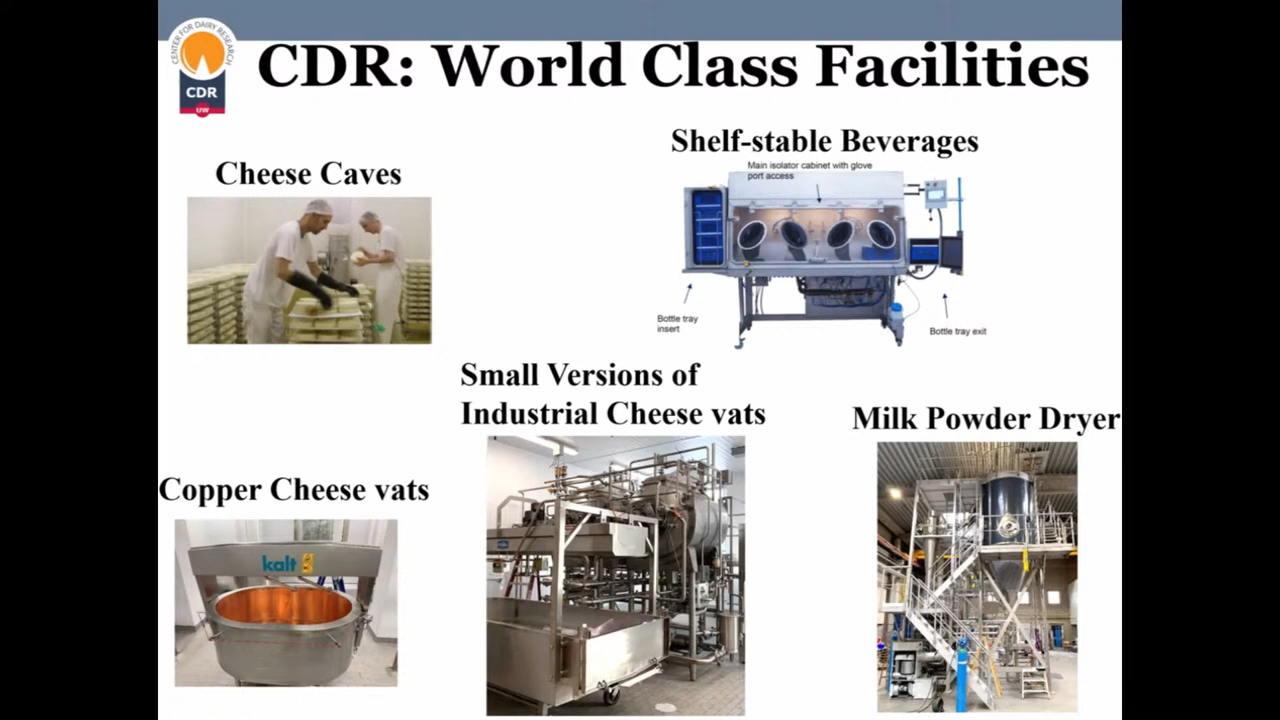 CENTER FOR DAIRY RESEARCH
CDR
UW
CDR: World Class Facilities
Cheese Caves
Shelf-stable Beverages
Main isolator cabinet with glove
port access
Bottle tray
insert
Bottle tray exit
Small Versions of
Industrial Cheese vats
Milk Powder Dryer
Copper Cheese vats
kalt